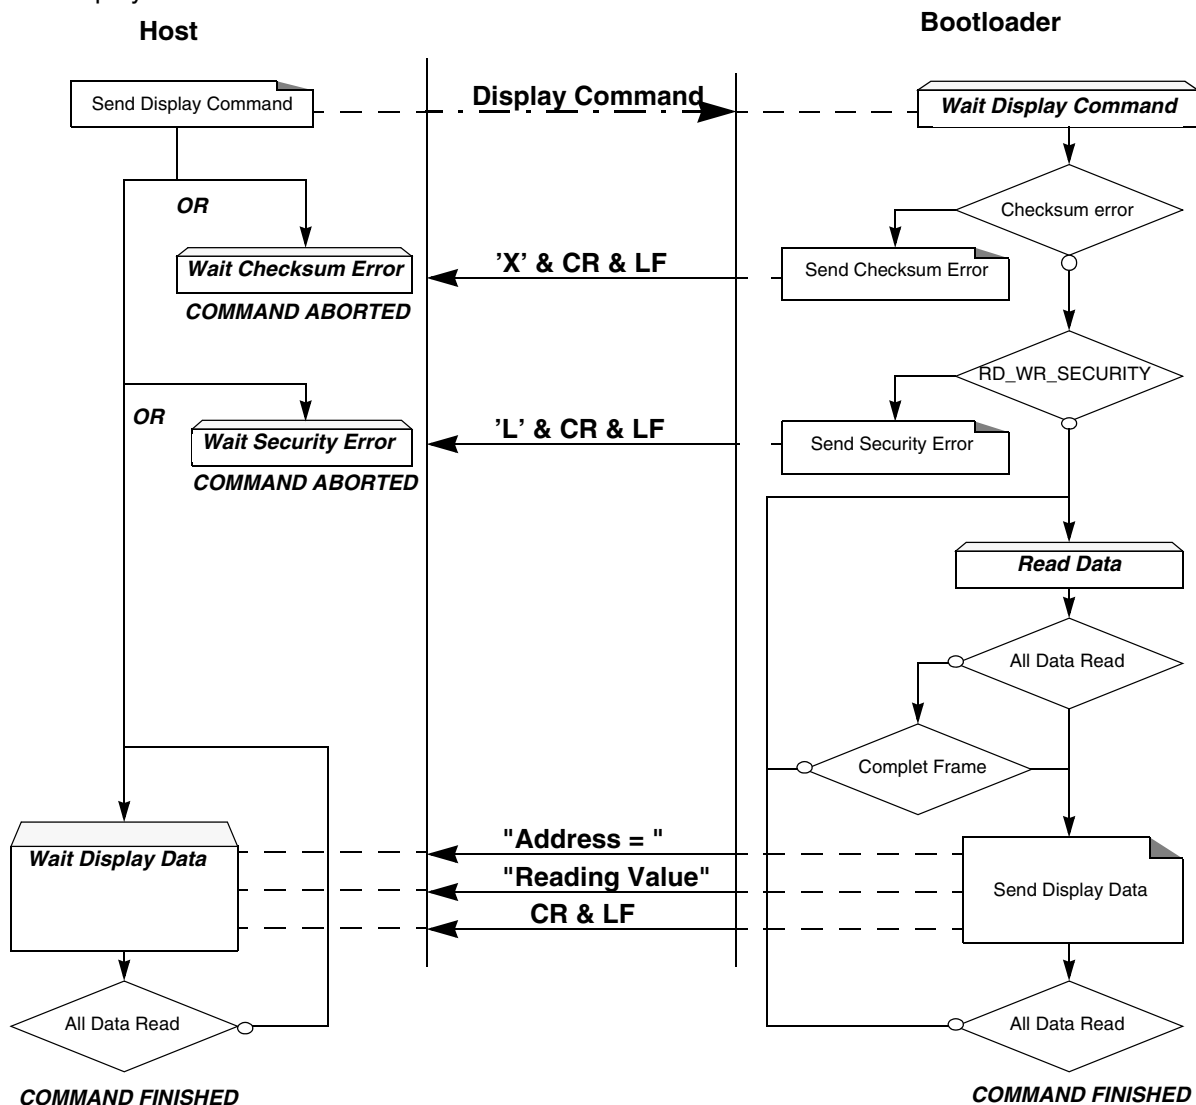 Host
Bootloader
Send Display Command
Display Command
Wait Display Command
OR
Checksum error
Wait Checksum Error
'X' & CR & LF
Send Checksum Error
COMMAND ABORTED
RD_WR_SECURITY
OR
Wait Security Error
'L' & CR & LF
Send Security Error
COMMAND ABORTED
Read Data
All Data Read
Complet Frame
"Address = "
Wait Display Data
"Reading Value"
Send Display Data
CR & LF
All Data Read
All Data Read
COMMAND FINISHED
COMMAND FINISHED